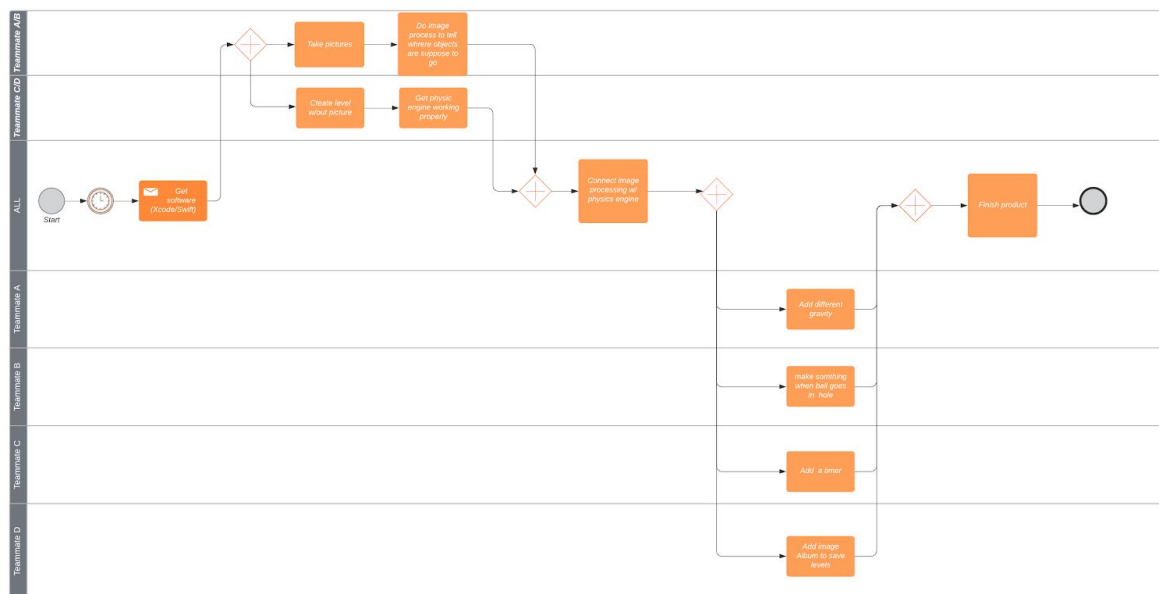 Teammate A/B
Take pictures
Do image
process to tell
whrere objects
are suppose to
go
Teammate C/D
Create level
w/out picture
Get physic
engine working
properly
ALL
Start
Get
software
(Xcode/Swift)
Connect image
processing w/
physics engine
Finish product
Teammate A
Add different
gravity
Teammate B
make somthing
when ball goes
in hole
Teammate C
Add a timer
Teammate D
Add image
Album to save
levels